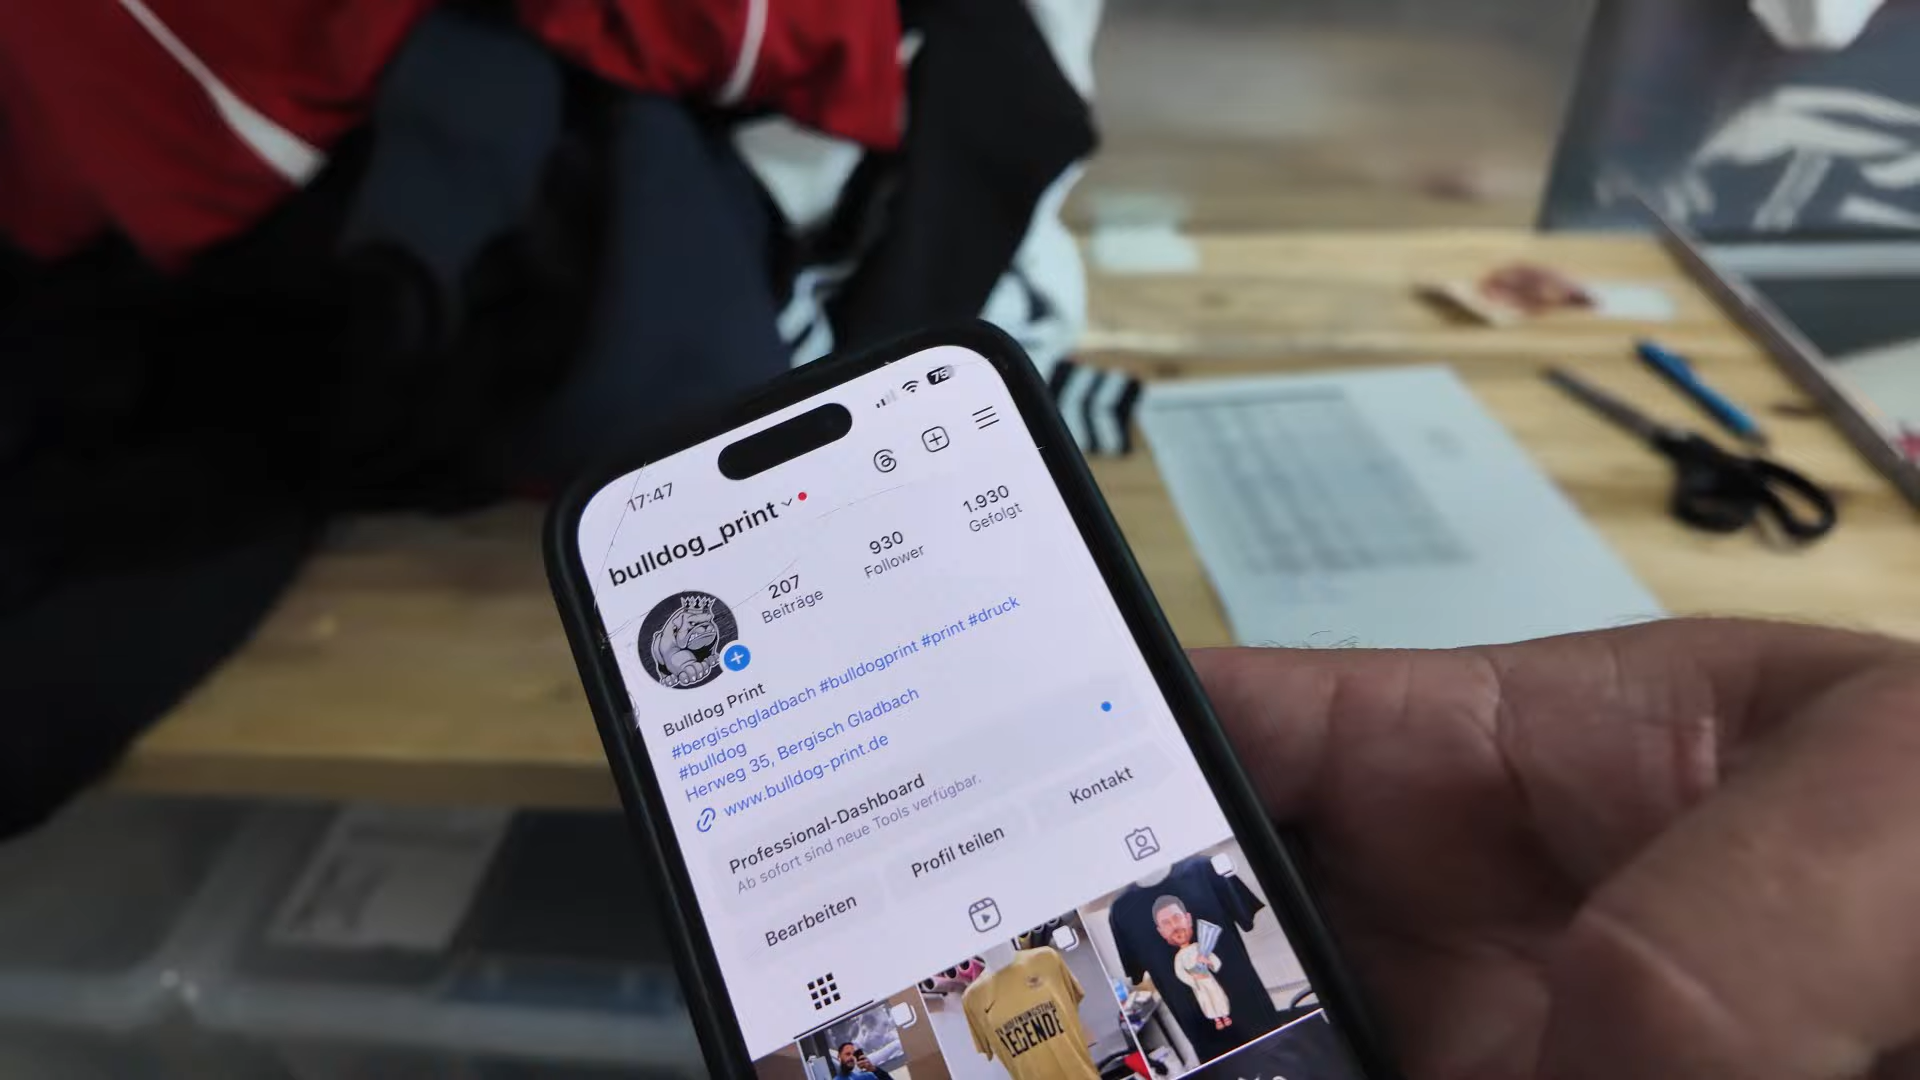 17:47
75
bulldog_print
207
Beiträge
930
Follower
1.930
Gefolgt
Bulldog Print
#bergischgladbach #bulldogprint #print #druck
#bulldog
Herweg 35, Bergisch Gladbach
www.bulldog-print.de
Professional-Dashboard
Ab sofort sind neue Tools verfügbar.
Bearbeiten
Profil teilen
Kontakt
LEGENDE